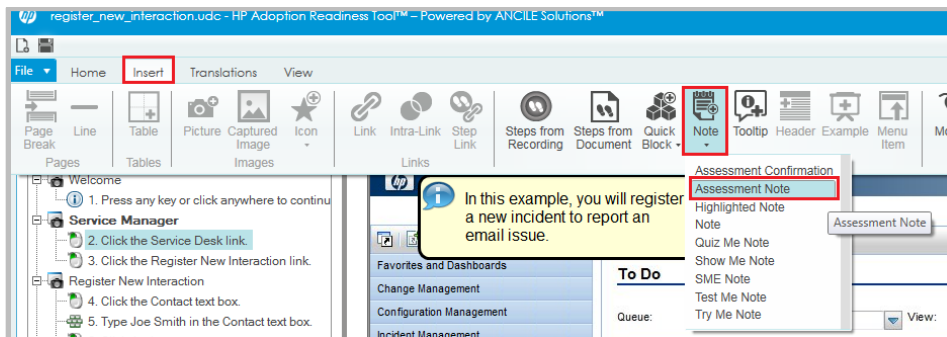 register_new_interaction.udc - HP Adoption Readiness Tool™ – Powered by ANCILE Solutions™
File Home Insert Translations View
Page Break
Line
Table
Picture
Captured Image
Icon
Link
Intra-Link
Step Link
Steps from Recording
Steps from Document
Quick Block
Note
Tooltip
Header
Example
Menu Item
Pages
Tables
Images
Links
Welcome
1. Press any key or click anywhere to continu
Service Manager
2. Click the Service Desk link.
3. Click the Register New Interaction link.
Register New Interaction
4. Click the Contact text box.
5. Type Joe Smith in the Contact text box.
hp
In this example, you will register
a new incident to report an
email issue.
Favorites and Dashboards
Change Management
Configuration Management
Incident Management
To Do
Queue:
View:
Assessment Confirmation
Assessment Note
Highlighted Note
Note
Quiz Me Note
Show Me Note
SME Note
Test Me Note
Try Me Note
Assessment Note